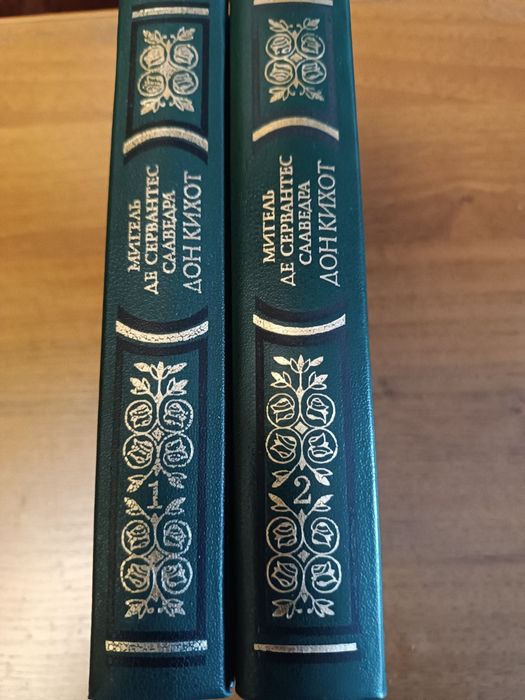 МИГЕЛЬ
ДЕ СЕРВАНТЕС
СААВЕДРА
ДОН КИХОТ
1
МИГЕЛЬ
ДЕ СЕРВАНТЕС
СААВЕДРА
ДОН КИХОТ
2